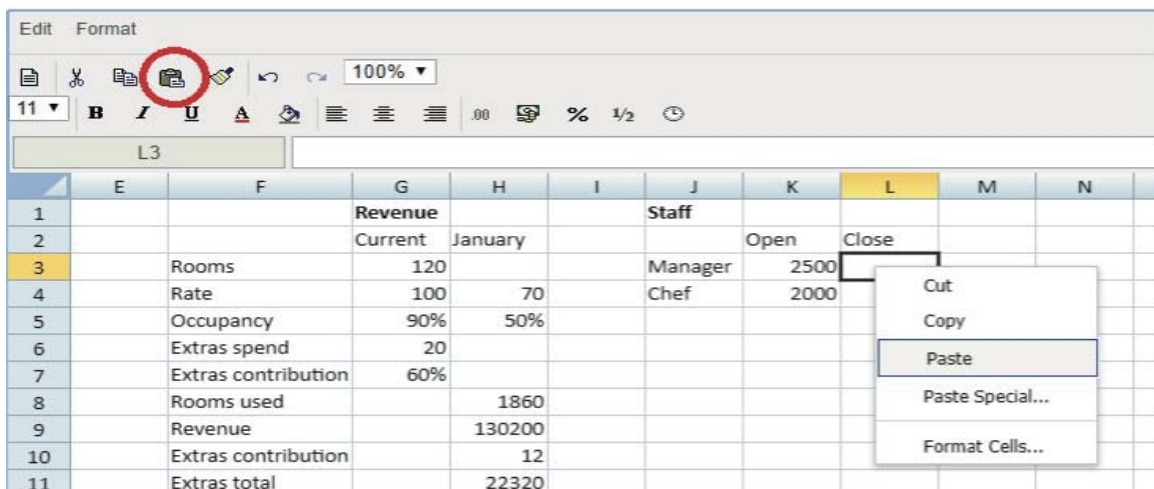 Edit Format
100% ▼
11 ▼ B I U A .00 % 1/2
L3
E F G H I J K L M N
1 Revenue Staff
2 Current January Open Close
3 Rooms 120 Manager 2500
4 Rate 100 70 Chef 2000
Cut
5 Occupancy 90% 50%
Copy
6 Extras spend 20
7 Extras contribution 60%
Paste
8 Rooms used 1860
Paste Special...
9 Revenue 130200
10 Extras contribution 12
Format Cells...
11 Extras total 22320